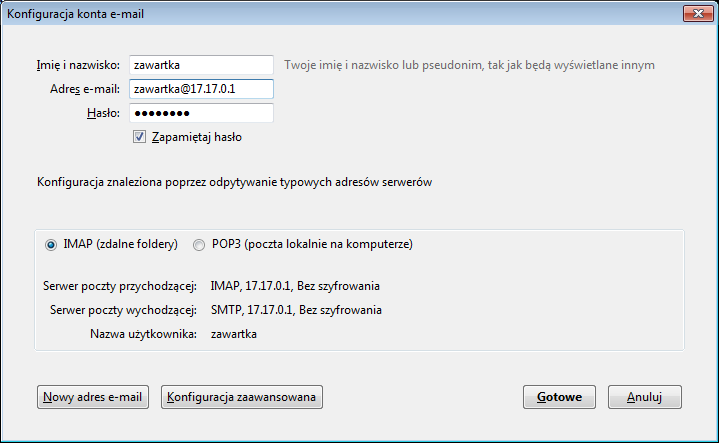 Konfiguracja konta e-mail
Imię i nazwisko: zawartka Twoje imię i nazwisko lub pseudonim, tak jak będą wyświetlane innym
Adres e-mail: zawartka@17.17.0.1
Hasło: ●●●●●●●●
Zapamiętaj hasło
Konfiguracja znaleziona poprzez odpytywanie typowych adresów serwerów
IMAP (zdalne foldery) POP3 (poczta lokalnie na komputerze)
Serwer poczty przychodzącej: IMAP, 17.17.0.1, Bez szyfrowania
Serwer poczty wychodzącej: SMTP, 17.17.0.1, Bez szyfrowania
Nazwa użytkownika: zawartka
Nowy adres e-mail Konfiguracja zaawansowana Gotowe Anuluj